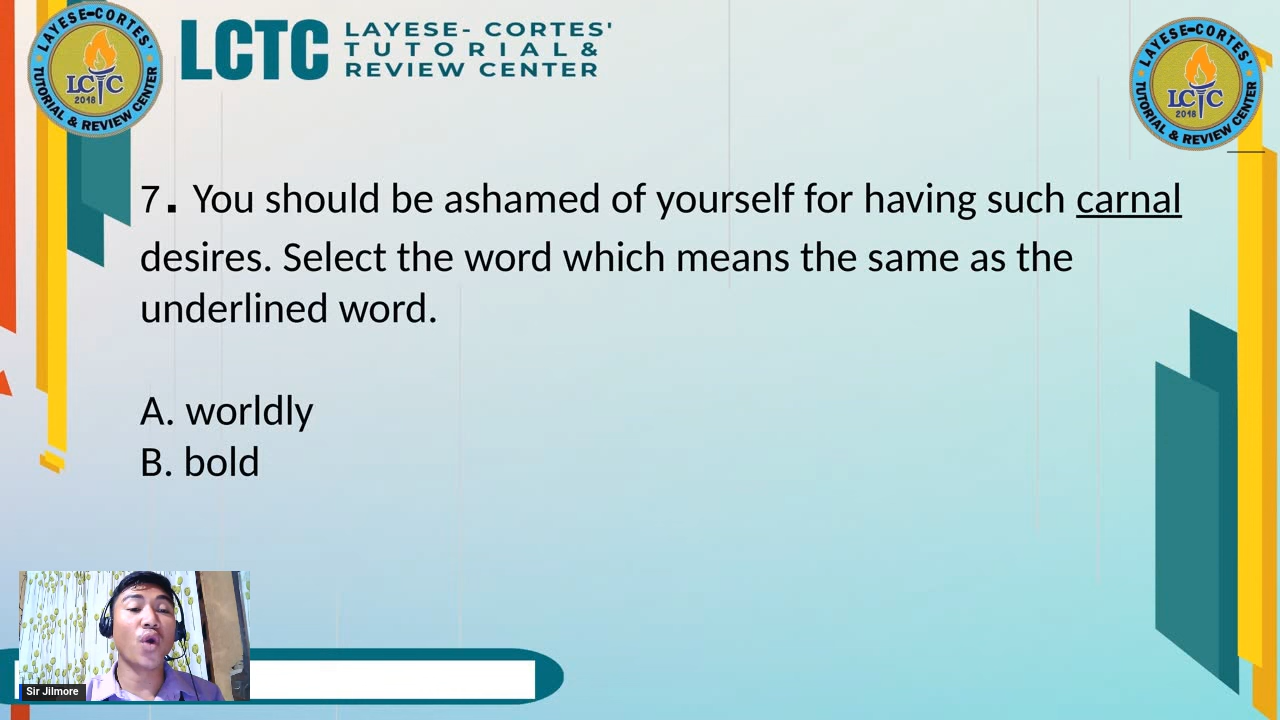 LAYESE-CORTES'
TUTORIAL & REVIEW CENTER
LCTC
2018
LCTC
LAYESE- CORTES'
TUTORIAL &
REVIEW CENTER
LAYESE-CORTES'
TUTORIAL & REVIEW CENTER
LCTC
2018
7. You should be ashamed of yourself for having such carnal
desires. Select the word which means the same as the
underlined word.
A. worldly
B. bold
Sir Jilmore